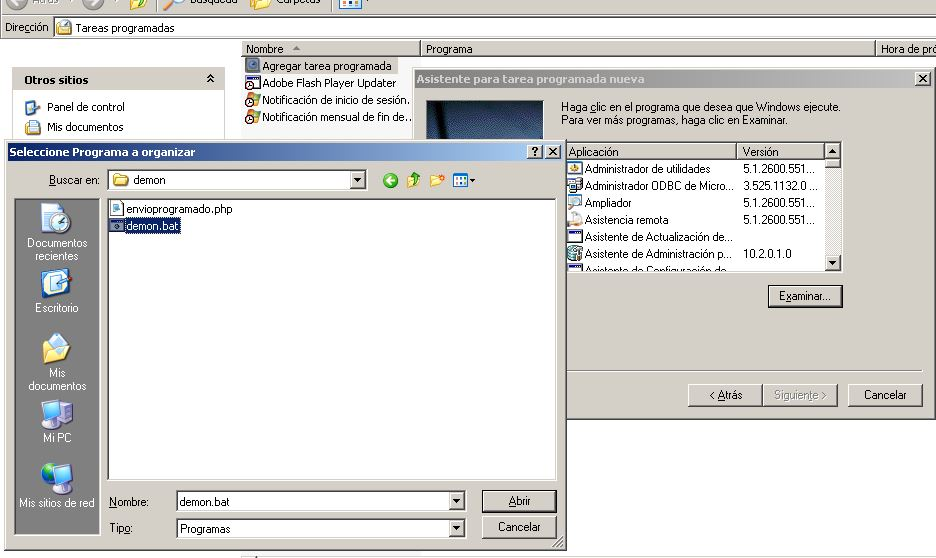 Atrás
Búsqueda
Carpetas
Dirección
Tareas programadas
Nombre
Programa
Hora de pró
Otros sitios
Panel de control
Mis documentos
Agregar tarea programada
Adobe Flash Player Updater
Notificación de inicio de sesión.
Notificación mensual de fin de..
Asistente para tarea programada nueva
Haga clic en el programa que desea que Windows ejecute.
Para ver más programas, haga clic en Examinar.
Aplicación
Versión
Administrador de utilidades
5.1.2600.551...
Administrador ODBC de Micro...
3.525.1132.0 ...
Ampliador
5.1.2600.551...
Asistencia remota
5.1.2600.551...
Asistente de Actualización de...
Asistente de Administración p...
10.2.0.1.0
Asistente de Configuración de
Examinar...
< Atrás
Siguiente >
Cancelar
Seleccione Programa a organizar
Buscar en:
demon
envioprogramado.php
demon.bat
Documentos
recientes
Escritorio
Mis
documentos
Mi PC
Mis sitios de red
Nombre:
demon.bat
Abrir
Tipo:
Programas
Cancelar